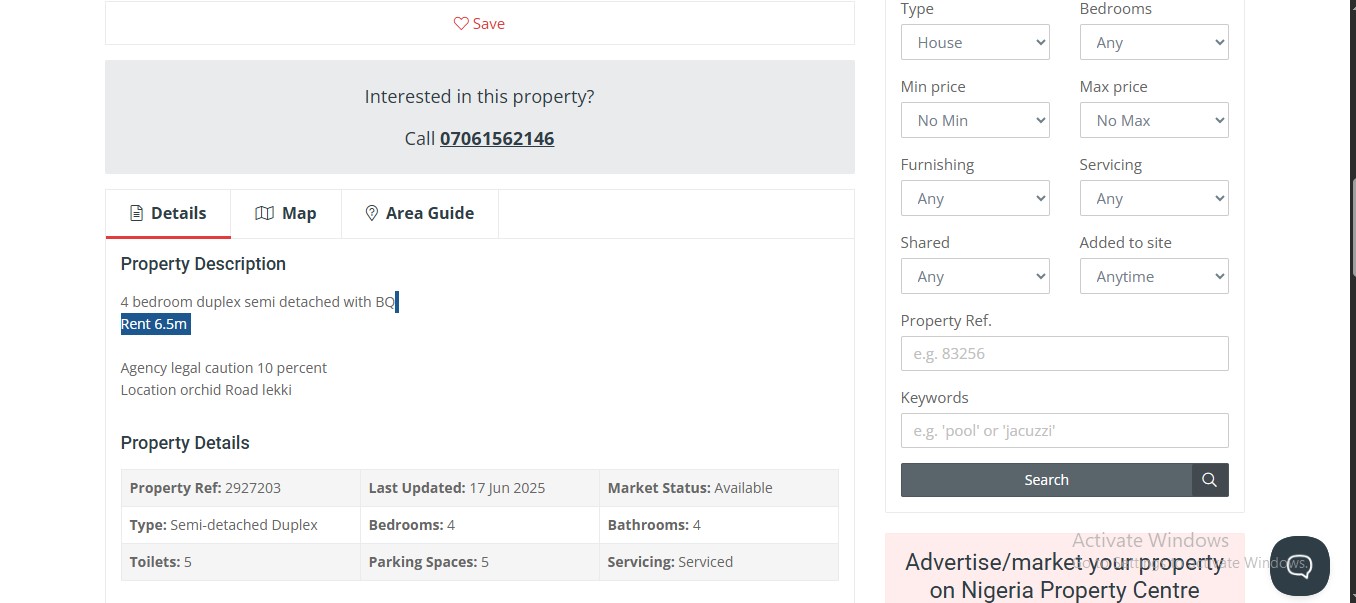 Save
Interested in this property?
Call 07061562146
Details
Map
Area Guide
Property Description
4 bedroom duplex semi detached with BQ
Rent 6.5m
Agency legal caution 10 percent
Location orchid Road lekki
Property Details
Property Ref: 2927203
Last Updated: 17 Jun 2025
Market Status: Available
Type: Semi-detached Duplex
Bedrooms: 4
Bathrooms: 4
Toilets: 5
Parking Spaces: 5
Servicing: Serviced
Type
Bedrooms
House
Any
Min price
Max price
No Min
No Max
Furnishing
Servicing
Any
Any
Shared
Added to site
Any
Anytime
Property Ref.
e.g. 83256
Keywords
e.g. 'pool' or 'jacuzzi'
Search
Advertise/market your property
on Nigeria Property Centre
Activate Windows
Go to Settings to activate Windows.